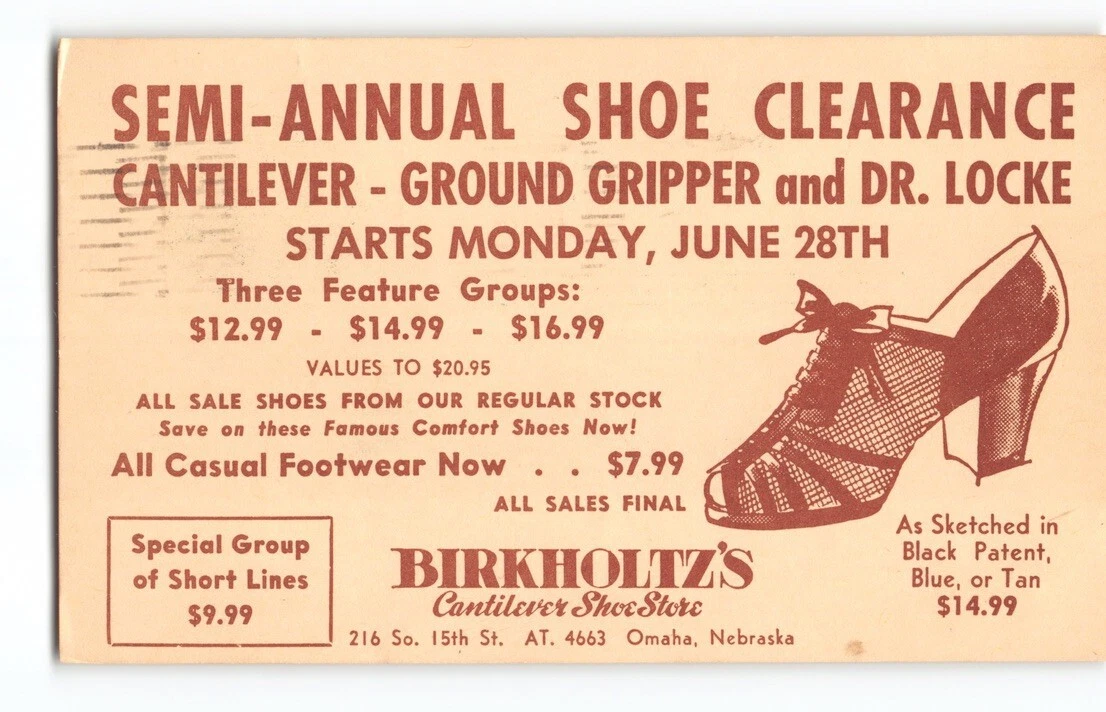 SEMI-ANNUAL SHOE CLEARANCE
CANTILEVER - GROUND GRIPPER and DR. LOCKE
STARTS MONDAY, JUNE 28TH
Three Feature Groups:
$12.99 - $14.99 - $16.99
VALUES TO $20.95
ALL SALE SHOES FROM OUR REGULAR STOCK
Save on these Famous Comfort Shoes Now!
All Casual Footwear Now . . $7.99
ALL SALES FINAL
Special Group
of Short Lines
$9.99
BIRKHOLTZ'S
Cantilever Shoe Store
216 So. 15th St. AT. 4663 Omaha, Nebraska
As Sketched in
Black Patent,
Blue, or Tan
$14.99